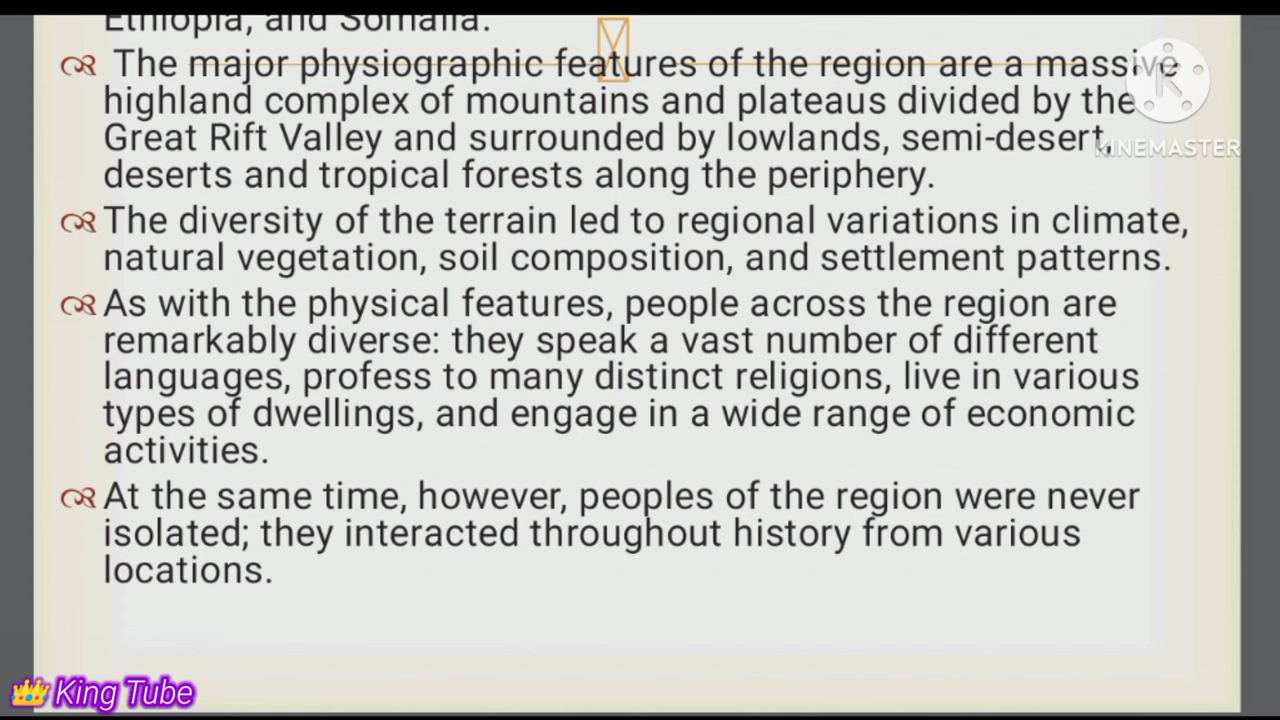 Ethiopia, and Somalia.
The major physiographic features of the region are a massive
highland complex of mountains and plateaus divided by the
Great Rift Valley and surrounded by lowlands, semi-desert,
deserts and tropical forests along the periphery.
The diversity of the terrain led to regional variations in climate,
natural vegetation, soil composition, and settlement patterns.
As with the physical features, people across the region are
remarkably diverse: they speak a vast number of different
languages, profess to many distinct religions, live in various
types of dwellings, and engage in a wide range of economic
activities.
At the same time, however, peoples of the region were never
isolated; they interacted throughout history from various
locations.
K
KINEMASTER
King Tube